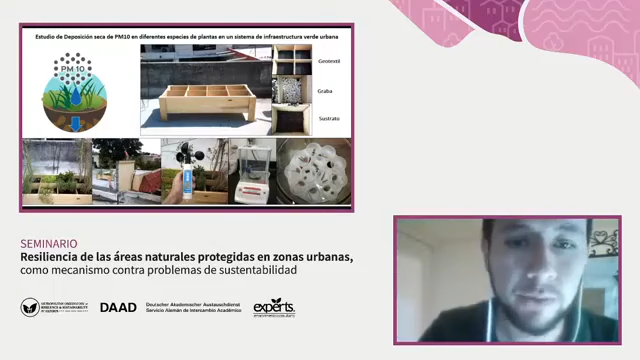 Estudio de Deposición seca de PM10 en diferentes especies de plantas en un sistema de infraestructura verde urbana
PM 10
Geotextil
Graba
Sustrato
SEMINARIO
Resiliencia de las áreas naturales protegidas en zonas urbanas,
como mecanismo contra problemas de sustentabilidad
DAAD
Deutscher Akademischer Austauschdienst
Servicio Alemán de Intercambio Académico
experts.